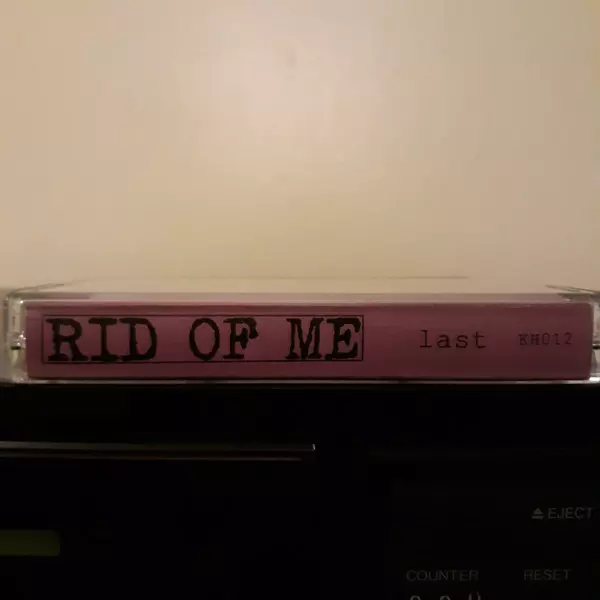 RID OF ME last KH012
EJECT
COUNTER RESET